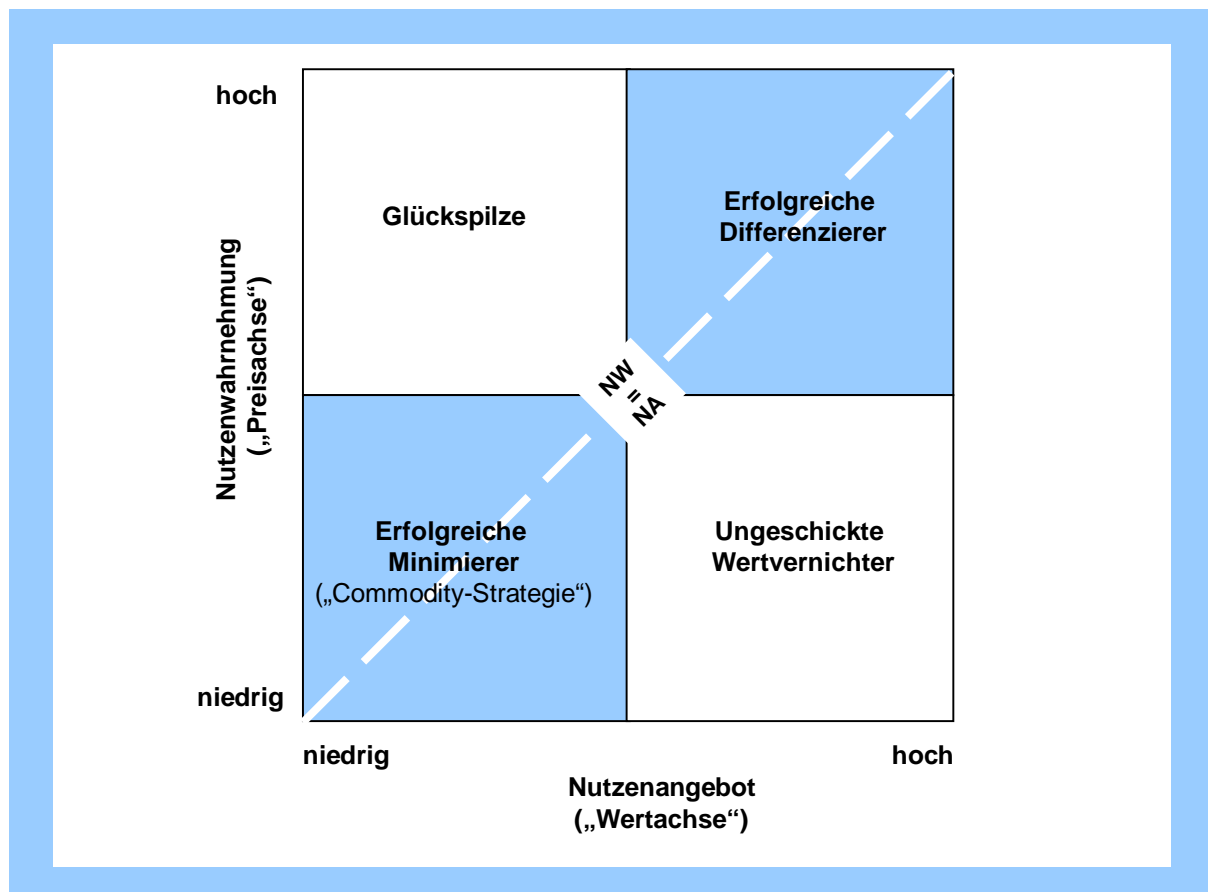 hoch
Glückspilze
Erfolgreiche
Differenzierer
Nutzenwahrnehmung
(„Preisachse“)
NW
=
NA
Erfolgreiche
Minimierer
(„Commodity-Strategie“)
Ungeschickte
Wertvernichter
niedrig
niedrig
hoch
Nutzenangebot
(„Wertachse“)